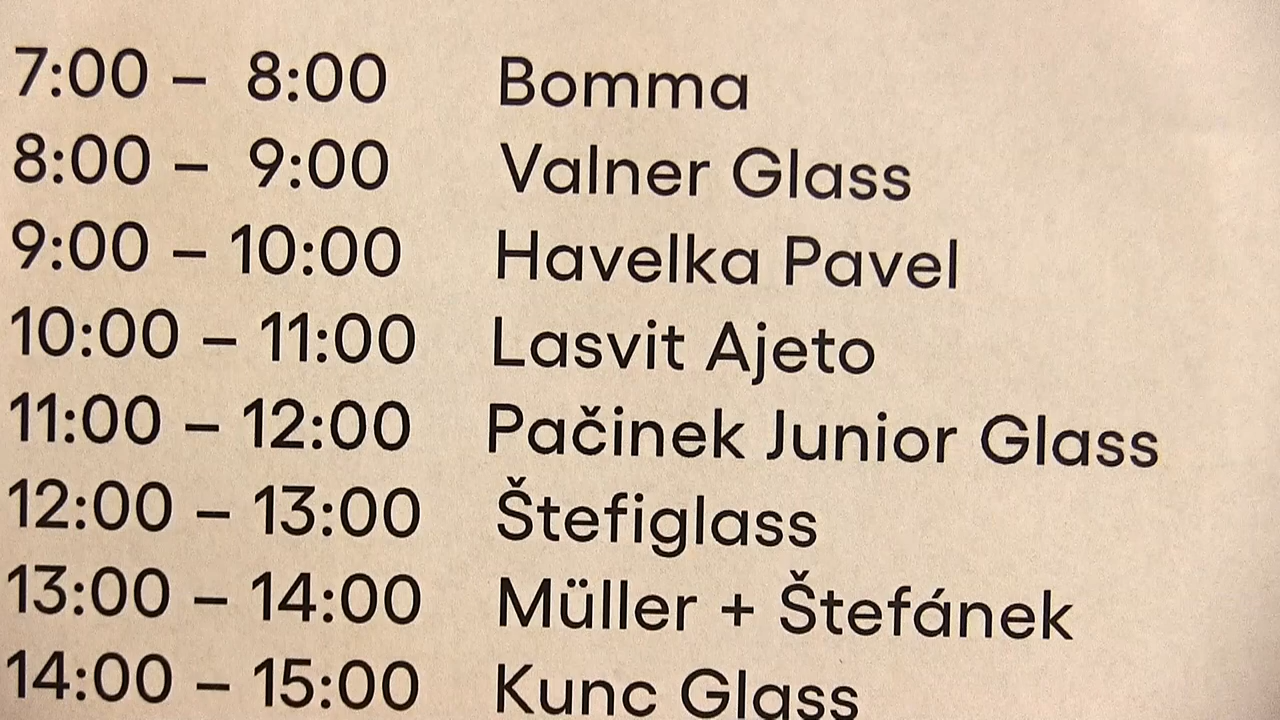 7:00 – 8:00 Bomma
8:00 – 9:00 Valner Glass
9:00 – 10:00 Havelka Pavel
10:00 – 11:00 Lasvit Ajeto
11:00 – 12:00 Pačinek Junior Glass
12:00 – 13:00 Štefiglass
13:00 – 14:00 Müller + Štefánek
14:00 – 15:00 Kunc Glass